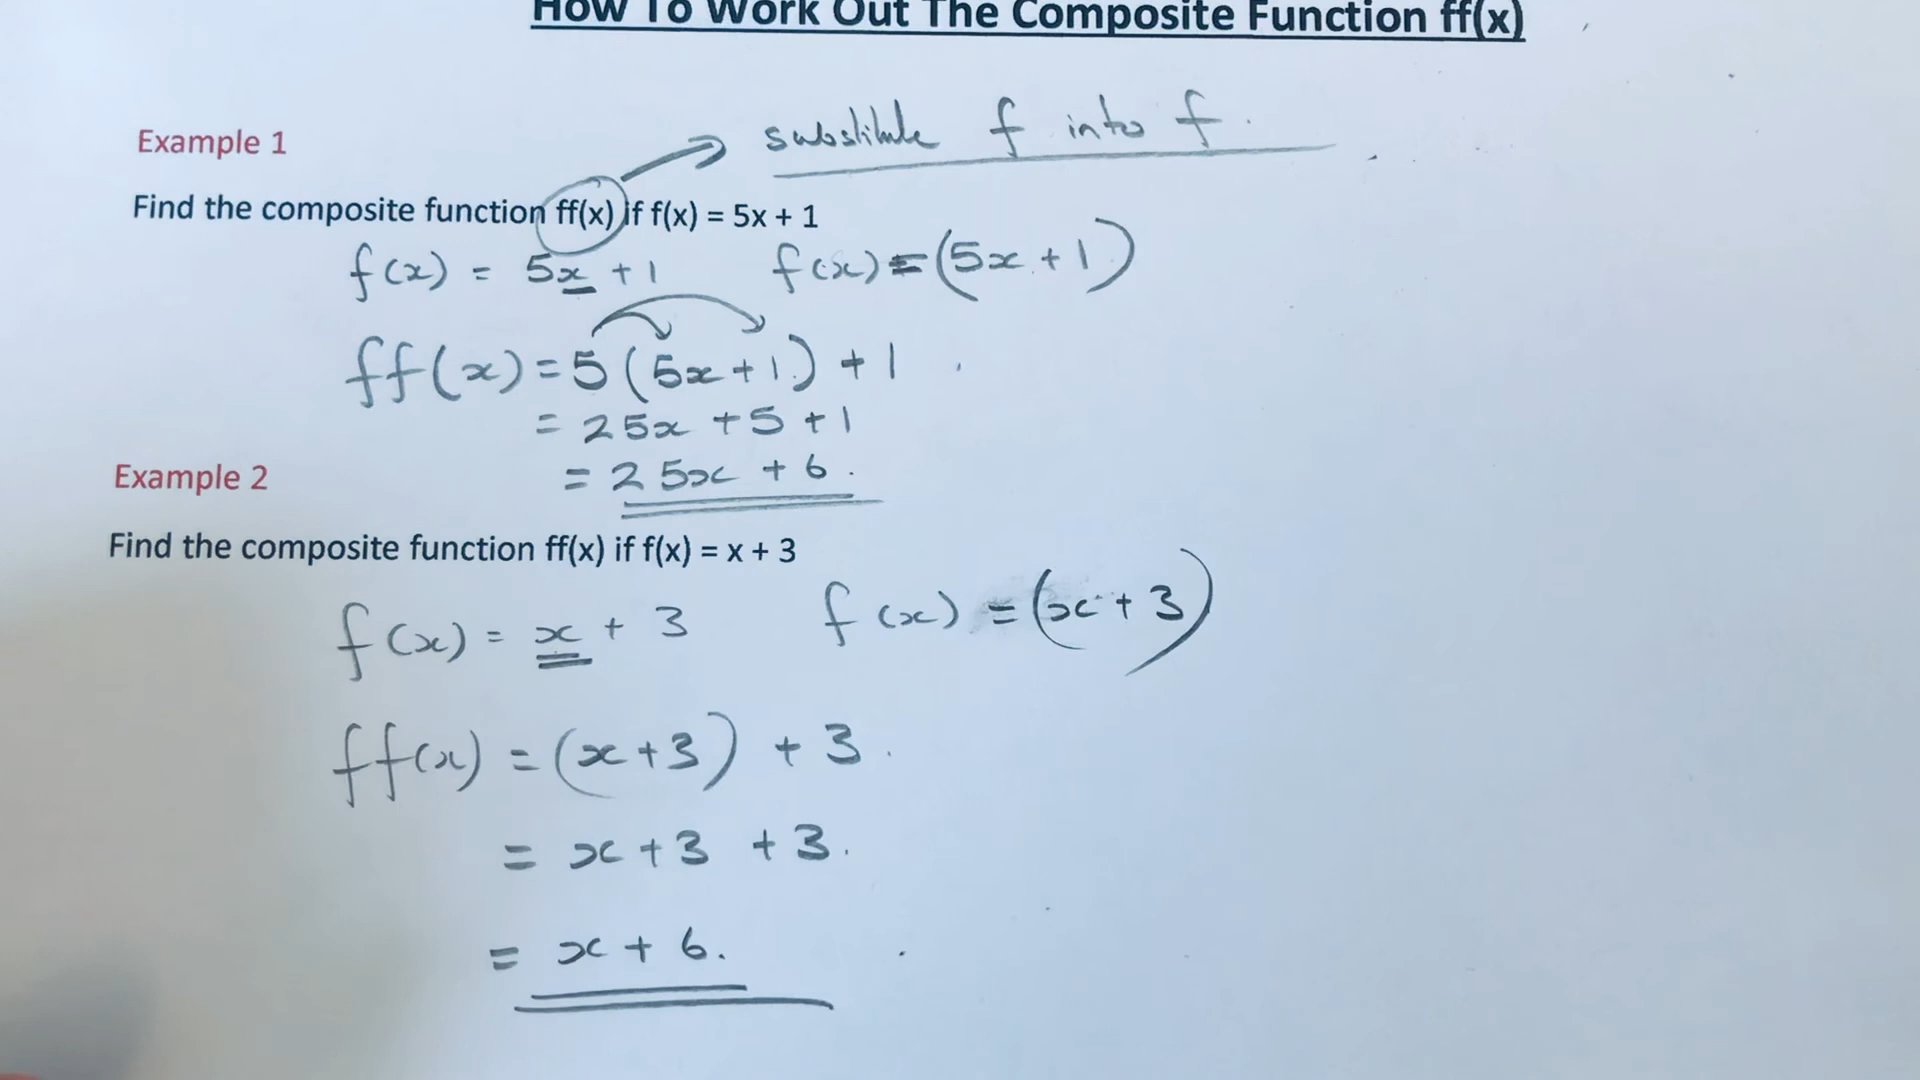 How To Work Out The Composite Function ff(x)
substitute f into f.
Example 1
Find the composite function ff(x) if f(x) = 5x + 1
f(x) = 5x + 1 f(x) = (5x + 1)
ff(x) = 5(5x + 1) + 1
= 25x + 5 + 1
= 25x + 6.
Example 2
Find the composite function ff(x) if f(x) = x + 3
f(x) = x + 3 f(x) = (x + 3)
ff(x) = (x + 3) + 3.
= x + 3 + 3.
= x + 6.